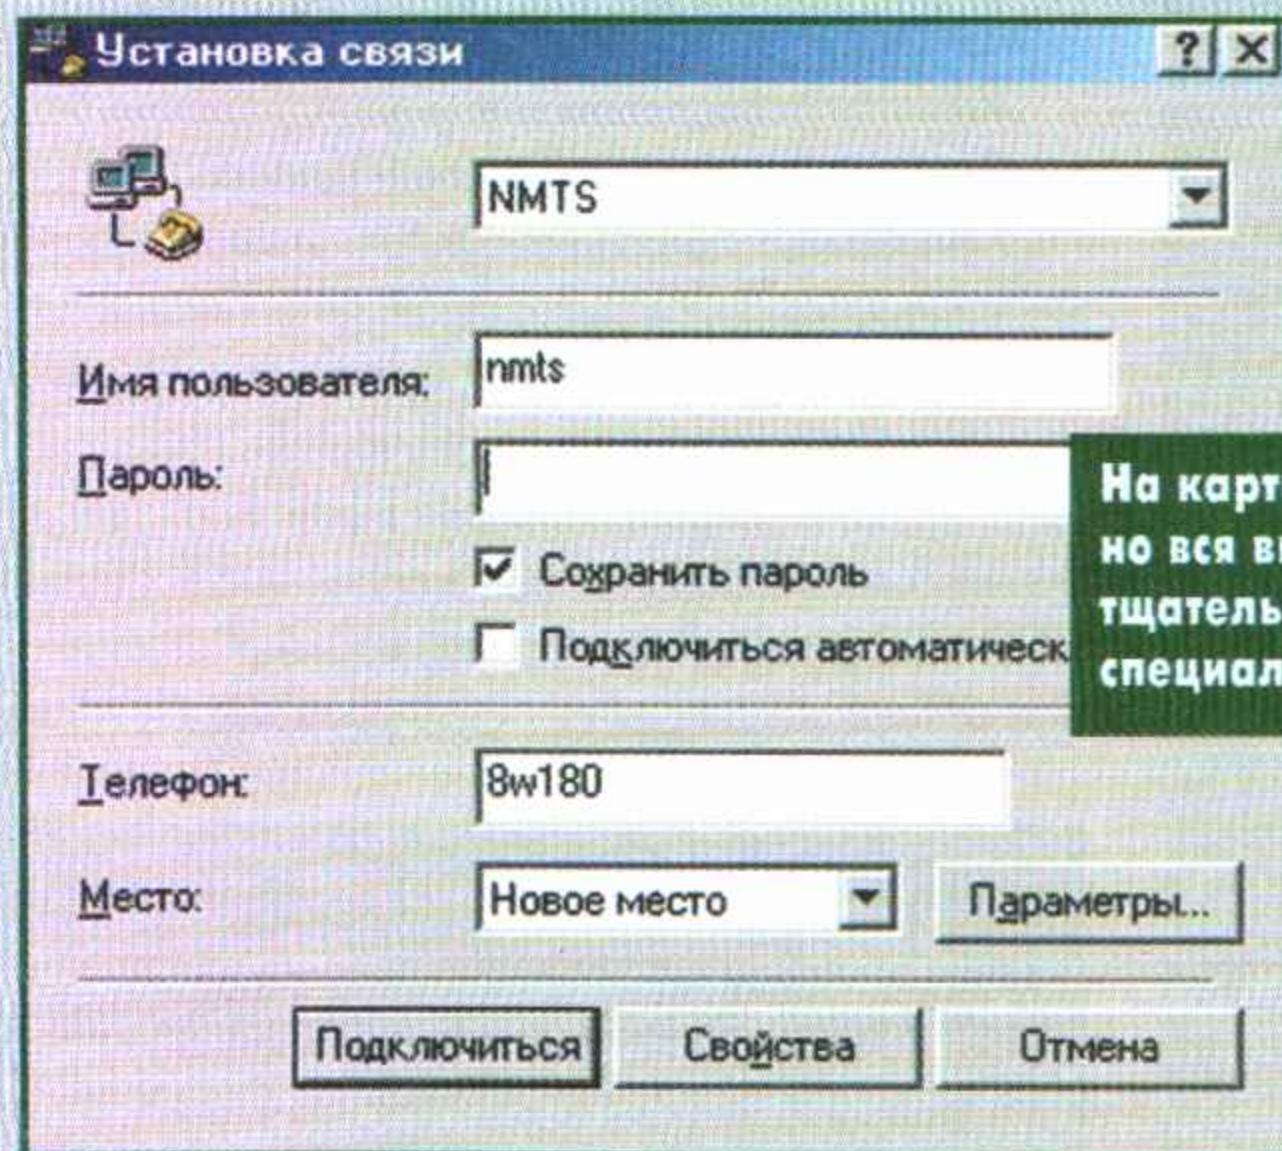 Установка связи
NMTS
Имя пользователя: nmts
Пароль:
Сохранить пароль
Подключиться автоматическ
Телефон: 8w180
Место: Новое место Параметры...
Подключиться Свойства Отмена
На карт
но вся в
тщатель
специал